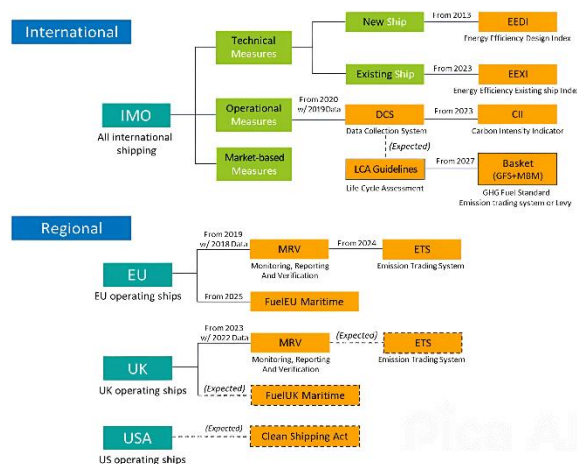 International
IMO
All international
shipping
Technical
Measures
New Ship
From 2013
EEDI
Energy Efficiency Design Index
Existing Ship
From 2023
EEXI
Energy Efficiency Existing ship Index
Operational
Measures
From 2020
w/ 2019Data
DCS
Data Collection System
From 2023
CII
Carbon Intensity Indicator
(Expected)
Market-based
Measures
LCA Guidelines
Life Cycle Assessment
From 2027
Basket
(GFS+MBM)
GHG Fuel Standard
Emission trading system or Levy
Regional
EU
EU operating ships
From 2019
w/ 2018 Data
MRV
Monitoring, Reporting
And Verification
From 2024
ETS
Emission Trading System
From 2025
FuelEU Maritime
UK
UK operating ships
From 2023
w/ 2022 Data
MRV
Monitoring, Reporting
And Verification
(Expected)
ETS
Emission Trading System
(Expected)
FuelUK Maritime
USA
US operating ships
(Expected)
Clean Shipping Act
Pica AI